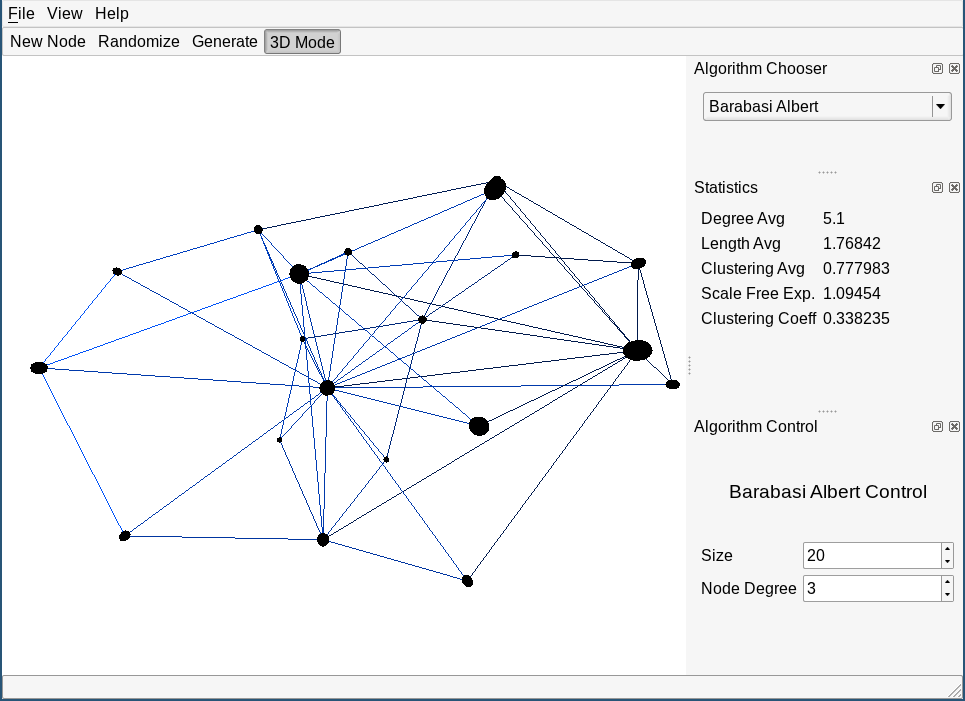 File View Help
New Node Randomize Generate 3D Mode
Algorithm Chooser
Barabasi Albert
Statistics
Degree Avg 5.1
Length Avg 1.76842
Clustering Avg 0.777983
Scale Free Exp. 1.09454
Clustering Coeff 0.338235
Algorithm Control
Barabasi Albert Control
Size 20
Node Degree 3